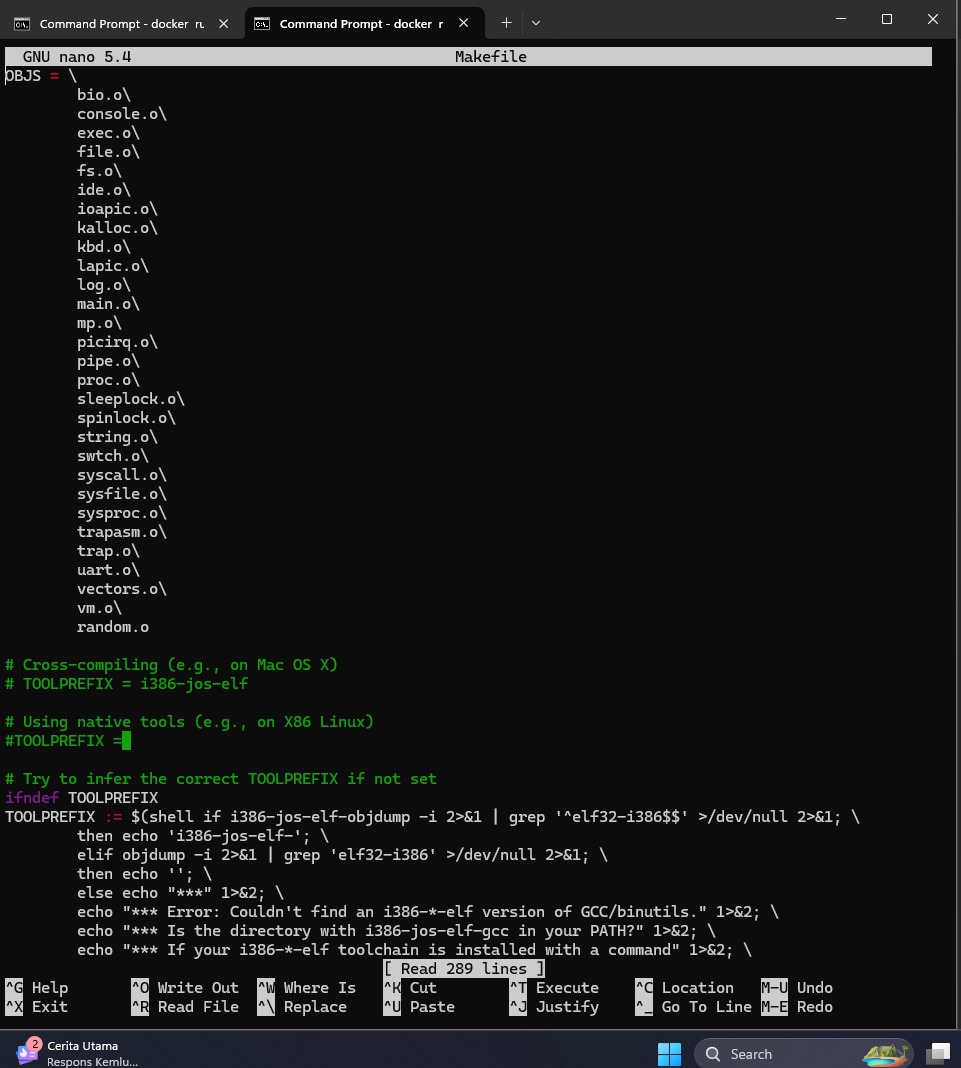 Command Prompt - docker ru
Command Prompt - docker r
GNU nano 5.4 Makefile
OBJS = \
bio.o\
console.o\
exec.o\
file.o\
fs.o\
ide.o\
ioapic.o\
kalloc.o\
kbd.o\
lapic.o\
log.o\
main.o\
mp.o\
picirq.o\
pipe.o\
proc.o\
sleeplock.o\
spinlock.o\
string.o\
swtch.o\
syscall.o\
sysfile.o\
sysproc.o\
trapasm.o\
trap.o\
uart.o\
vectors.o\
vm.o\
random.o
# Cross-compiling (e.g., on Mac OS X)
# TOOLPREFIX = i386-jos-elf
# Using native tools (e.g., on X86 Linux)
#TOOLPREFIX =
# Try to infer the correct TOOLPREFIX if not set
ifndef TOOLPREFIX
TOOLPREFIX := $(shell if i386-jos-elf-objdump -i 2>&1 | grep '^elf32-i386$$' >/dev/null 2>&1; \
then echo 'i386-jos-elf-'; \
elif objdump -i 2>&1 | grep 'elf32-i386' >/dev/null 2>&1; \
then echo ''; \
else echo "***" 1>&2; \
echo "*** Error: Couldn't find an i386-*-elf version of GCC/binutils." 1>&2; \
echo "*** Is the directory with i386-jos-elf-gcc in your PATH?" 1>&2; \
echo "*** If your i386-*-elf toolchain is installed with a command" 1>&2; \
[ Read 289 lines ]
^G Help ^O Write Out ^W Where Is ^K Cut ^T Execute ^C Location M-U Undo
^X Exit ^R Read File ^\ Replace ^U Paste ^J Justify ^_ Go To Line M-E Redo
2
Cerita Utama
Respons Kemlu...
Search